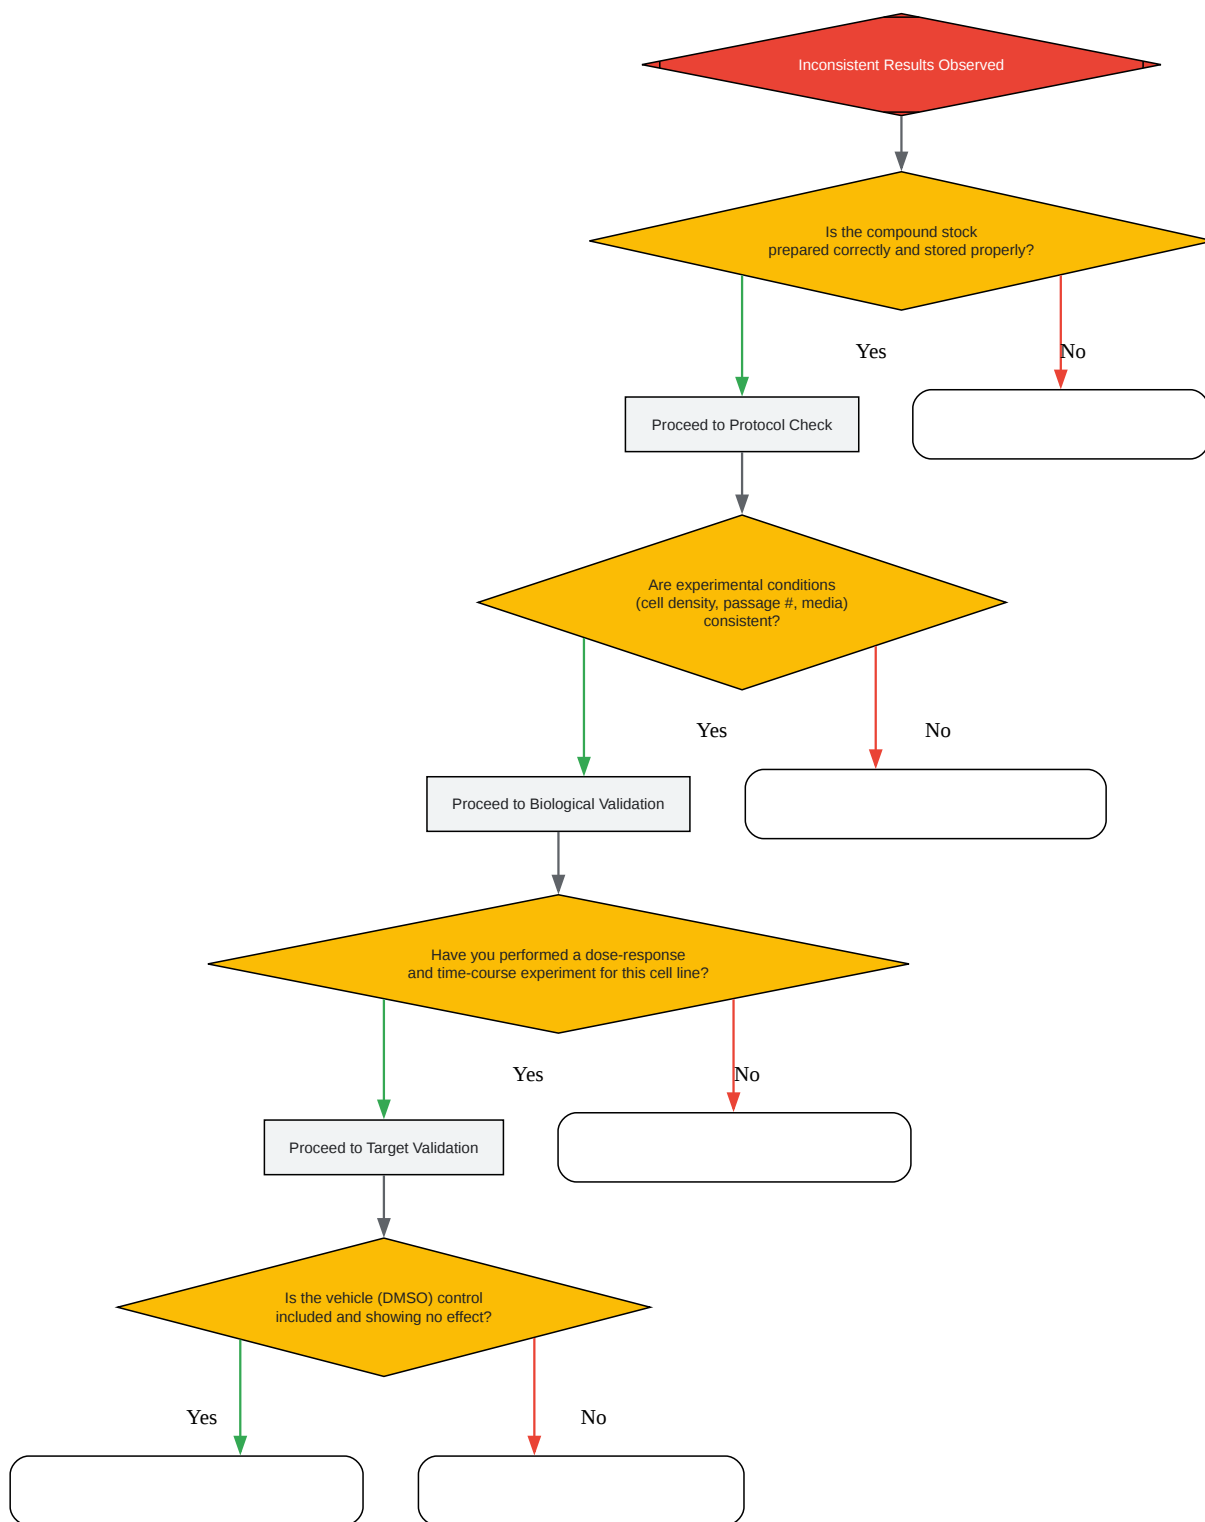 Inconsistent Results Observed
Is the compound stock
prepared correctly and stored properly?
Yes
No
Proceed to Protocol Check
Are experimental conditions
(cell density, passage #, media)
consistent?
Yes
No
Proceed to Biological Validation
Have you performed a dose-response
and time-course experiment for this cell line?
Yes
No
Proceed to Target Validation
Is the vehicle (DMSO) control
included and showing no effect?
Yes
No